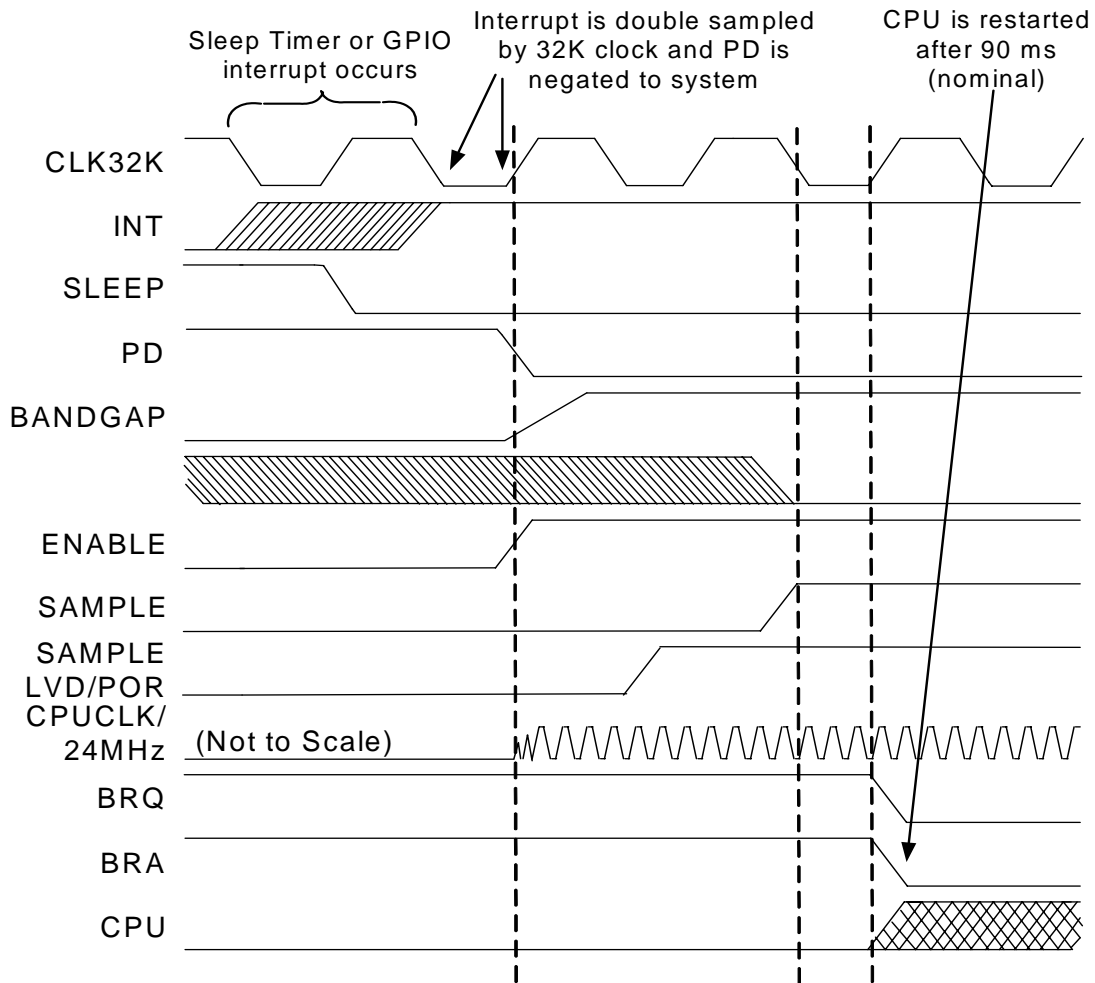 Sleep Timer or GPIO
interrupt occurs
Interrupt is double sampled
by 32K clock and PD is
negated to system
CPU is restarted
after 90 ms
(nominal)
CLK32K
INT
SLEEP
PD
BANDGAP
ENABLE
SAMPLE
SAMPLE
LVD/POR
CPUCLK/
24MHz
(Not to Scale)
BRQ
BRA
CPU